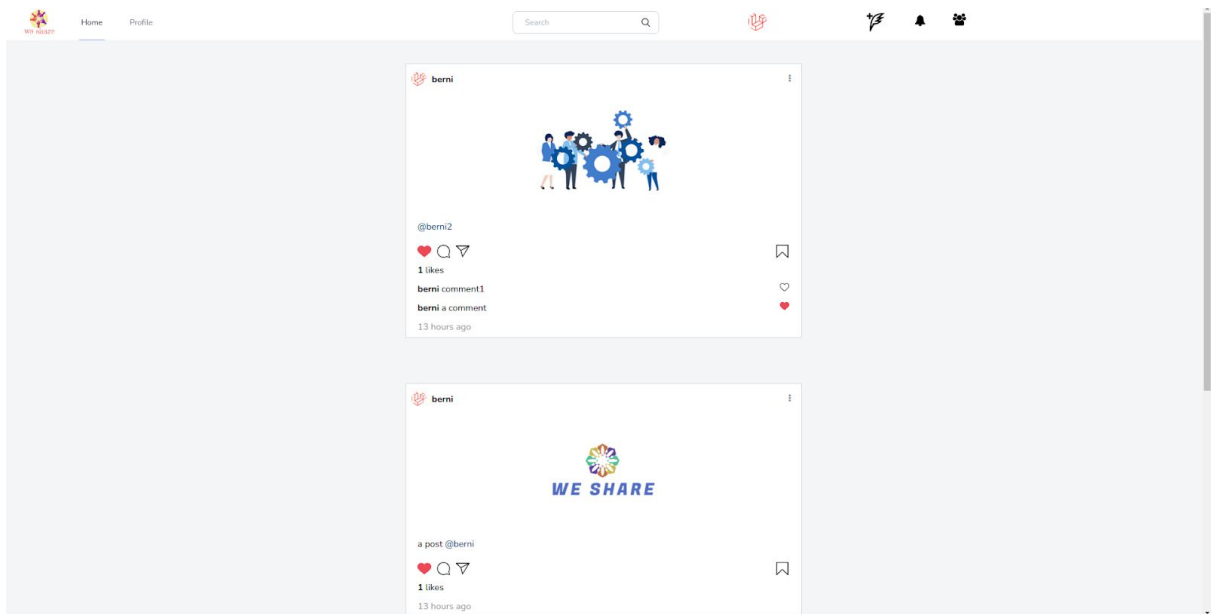 WE SHARE
Home
Profile
Search
berni
@berni2
1 likes
berni comment1
berni a comment
13 hours ago
berni
WE SHARE
a post @berni
1 likes
13 hours ago